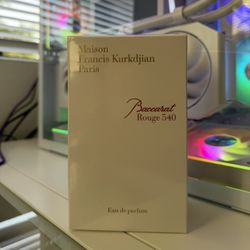 Maison
Francis Kurkdjian
Paris
Baccarat
Rouge 540
Eau de parfum